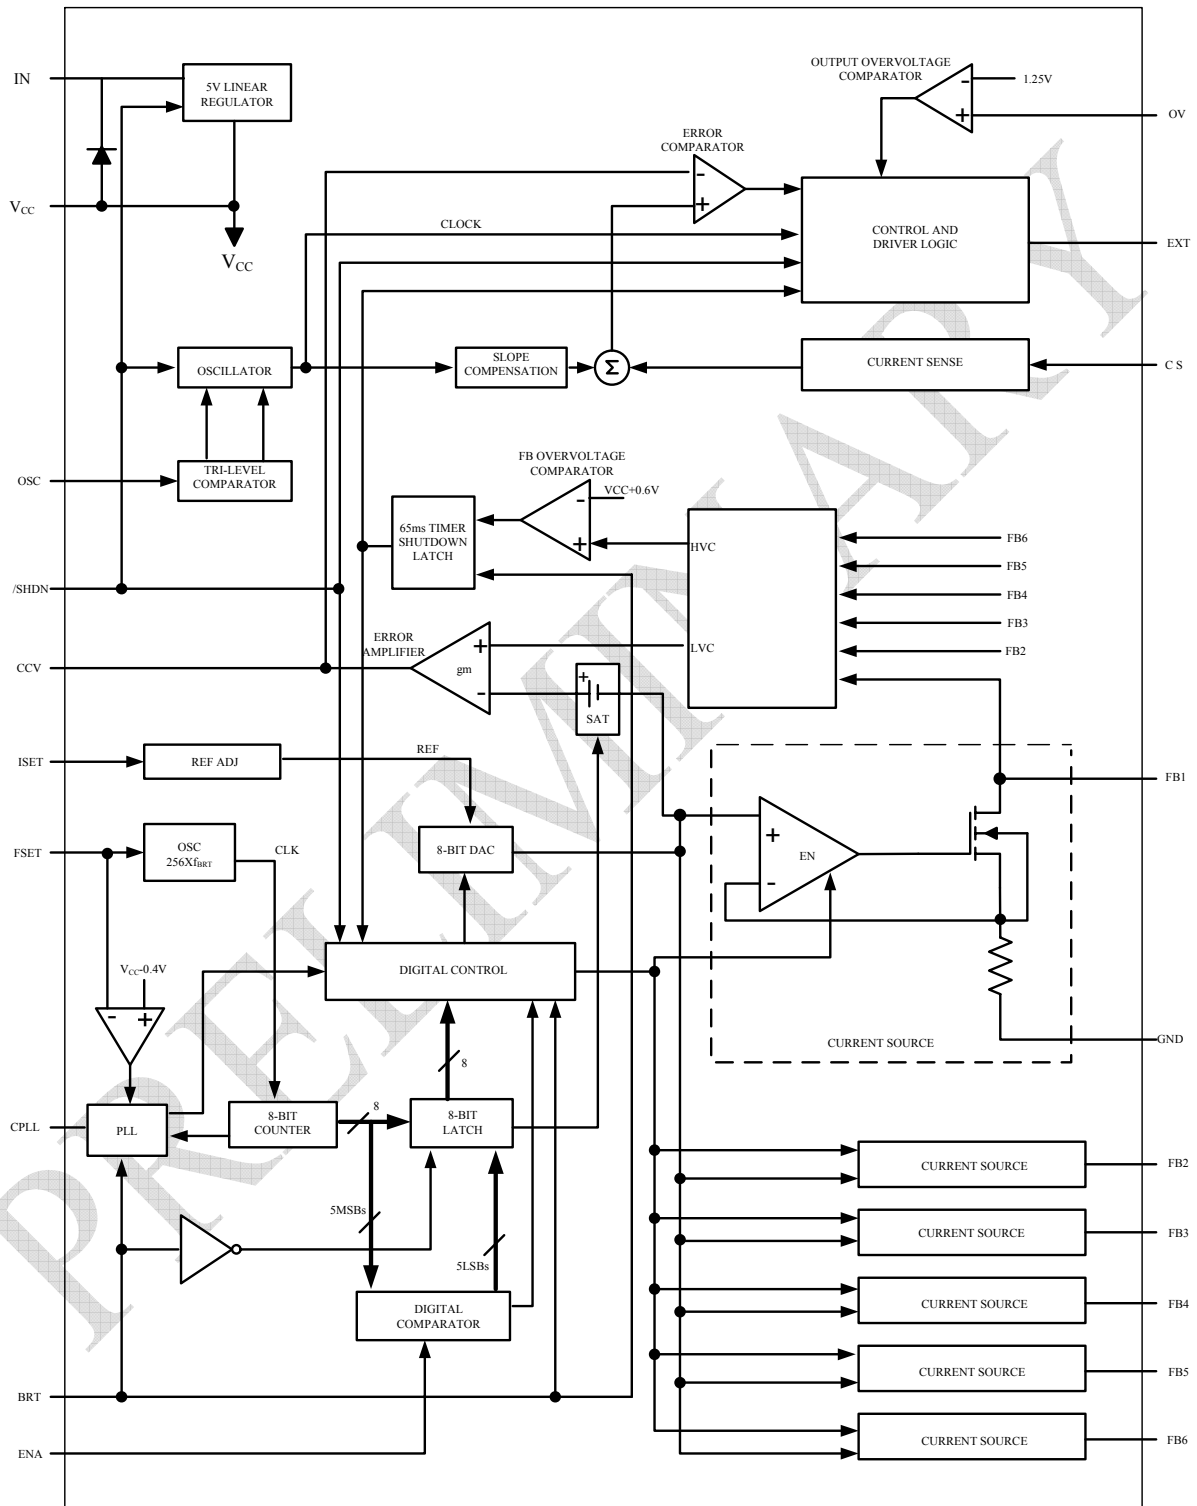 OUTPUT OVERVOLTAGE
COMPARATOR
IN
5V LINEAR
REGULATOR
-
1.25V
+
OV
ERROR
COMPARATOR
-
+
VCC
VCC
CLOCK
CONTROL AND
DRIVER LOGIC
EXT
OSCILLATOR
SLOPE
COMPENSATION
Σ
CURRENT SENSE
C S
OSC
TRI-LEVEL
COMPARATOR
FB OVERVOLTAGE
COMPARATOR
VCC+0.6V
-
+
65ms TIMER
SHUTDOWN
LATCH
HVC
FB6
FB5
FB4
FB3
FB2
/SHDN
ERROR
AMPLIFIER
+
gm
-
LVC
CCV
+
SAT
ISET
REF ADJ
REF
FB1
FSET
OSC
256XfBRT
CLK
8-BIT DAC
+
EN
-
VCC-0.4V
-
+
DIGITAL CONTROL
CURRENT SOURCE
GND
8
CPLL
PLL
8-BIT
COUNTER
8
8-BIT
LATCH
CURRENT SOURCE
FB2
5MSBs
5LSBs
CURRENT SOURCE
FB3
DIGITAL
COMPARATOR
CURRENT SOURCE
FB4
CURRENT SOURCE
FB5
BRT
CURRENT SOURCE
FB6
ENA
PRELIMINARY